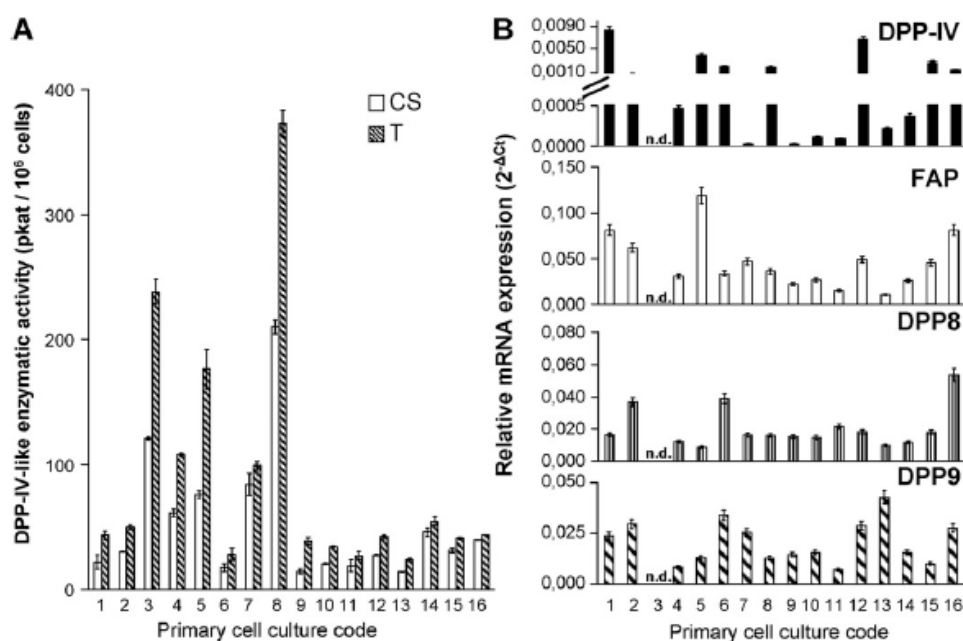 A
DPP-IV-like enzymatic activity (pkat / 10⁶ cells)
400
300
200
100
0
CS
T
1 2 3 4 5 6 7 8 9 10 11 12 13 14 15 16
Primary cell culture code
B
Relative mRNA expression (2^-ΔCt)
DPP-IV
0,0090
0,0050
0,0010
0,0005
0,0000
n.d.
FAP
0,150
0,100
0,050
0,000
n.d.
DPP8
0,080
0,060
0,040
0,020
0,000
n.d.
DPP9
0,050
0,025
0,000
n.d.
1 2 3 4 5 6 7 8 9 10 11 12 13 14 15 16
Primary cell culture code